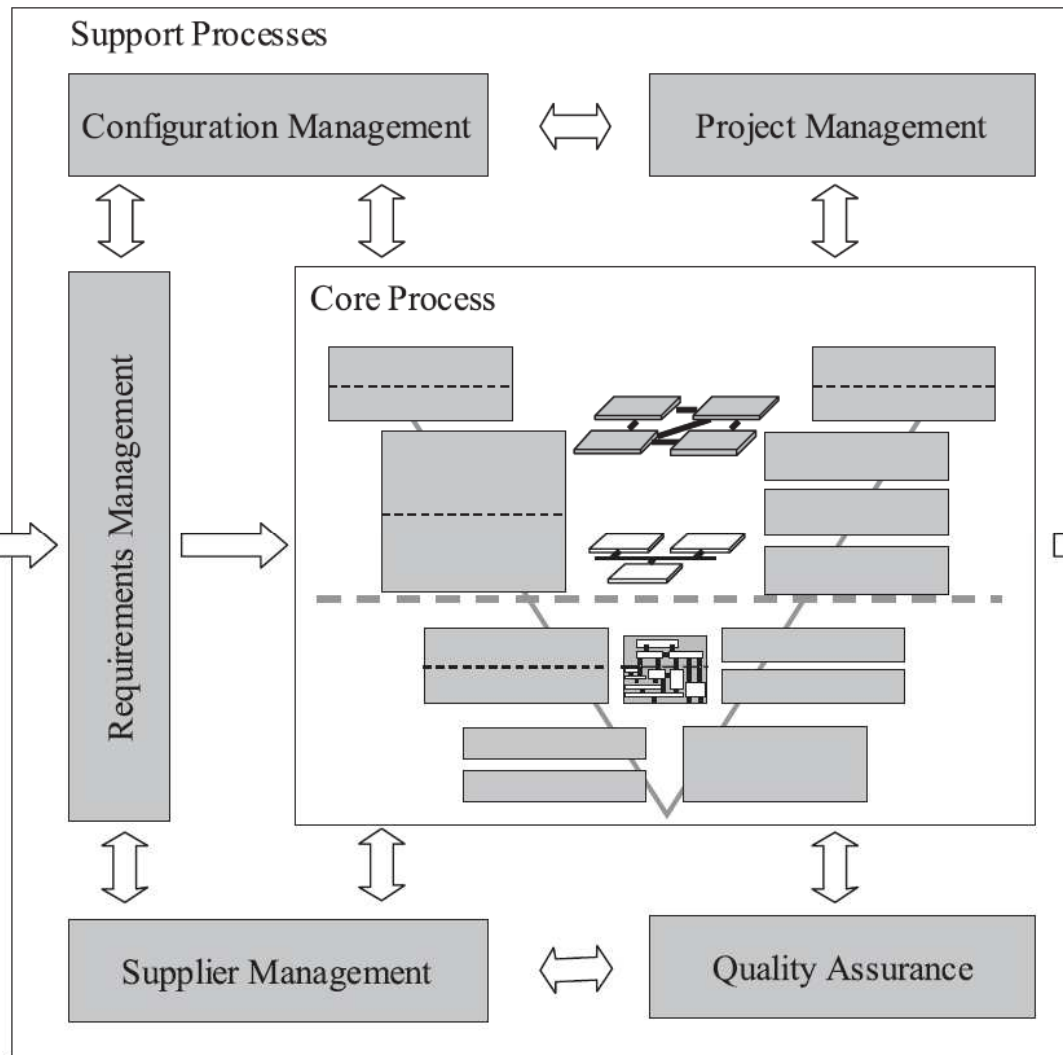 Support Processes
Configuration Management
Project Management
Requirements Management
Core Process
Supplier Management
Quality Assurance